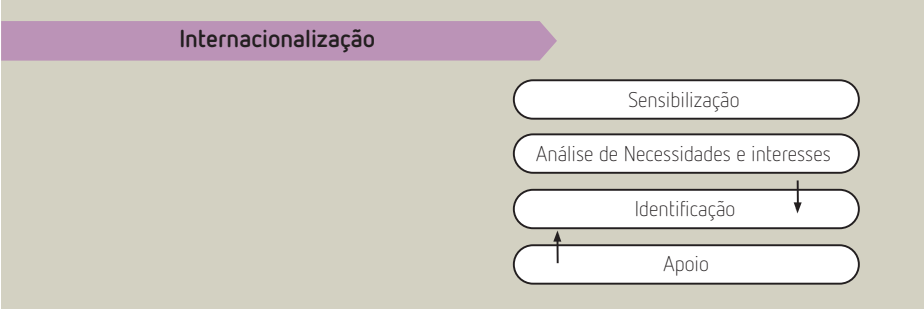 Internacionalização
Sensibilização
Análise de Necessidades e interesses
Identificação
Apoio